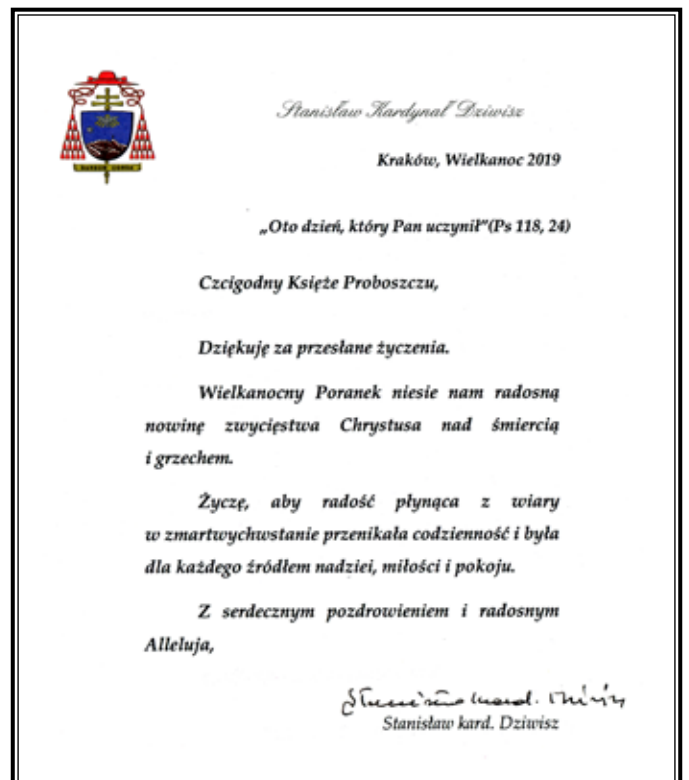 Stanisław Kardynał Dziwisz
Kraków, Wielkanoc 2019
„Oto dzień, który Pan uczynił”(Ps 118, 24)
Czcigodny Księże Proboszczu,
Dziękuję za przesłane życzenia.
Wielkanocny Poranek niesie nam radosną
nowinę zwycięstwa Chrystusa nad śmiercią
i grzechem.
Życzę, aby radość płynąca z wiary
w zmartwychwstanie przenikała codzienność i była
dla każdego źródłem nadziei, miłości i pokoju.
Z serdecznym pozdrowieniem i radosnym
Alleluja,
Stanisław kard. Dziwisz